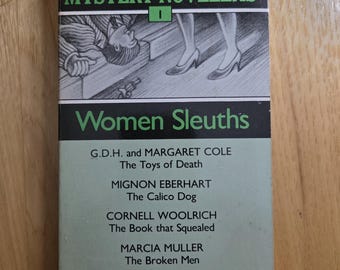 MYSTERY NOVELLAS
1
Women Sleuths
G.D.H. and MARGARET COLE
The Toys of Death
MIGNON EBERHART
The Calico Dog
CORNELL WOOLRICH
The Book that Squealed
MARCIA MULLER
The Broken Men